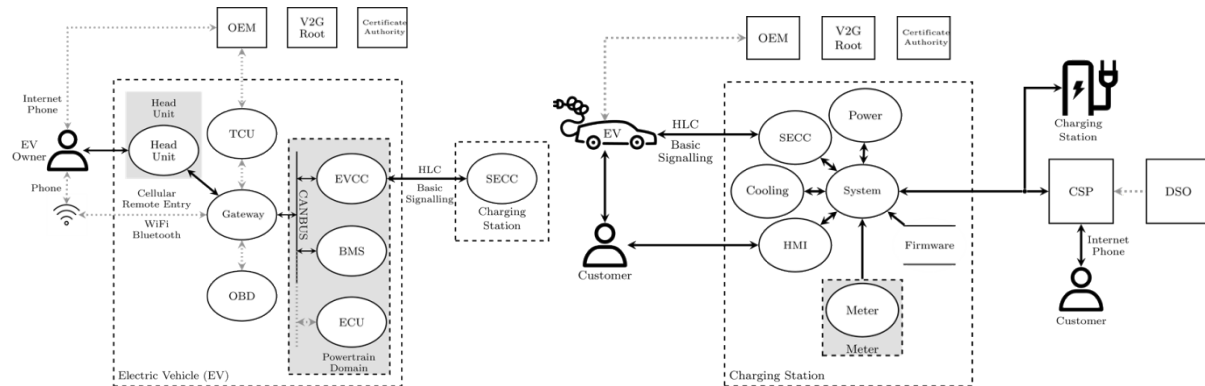 OEM
V2G
Root
Certificate
Authority
Internet
Phone
Head
Unit
Head
Unit
TCU
EV
Owner
Phone
Cellular
Remote Entry
WiFi
Bluetooth
Gateway
CANBUS
EVCC
BMS
ECU
OBD
Powertrain
Domain
HLC
Basic
Signalling
SECC
Charging
Station
Electric Vehicle (EV)
OEM
V2G
Root
Certificate
Authority
EV
HLC
Basic
Signalling
SECC
Power
Cooling
System
HMI
Firmware
Meter
Meter
Customer
Charging Station
Charging
Station
CSP
DSO
Internet
Phone
Customer